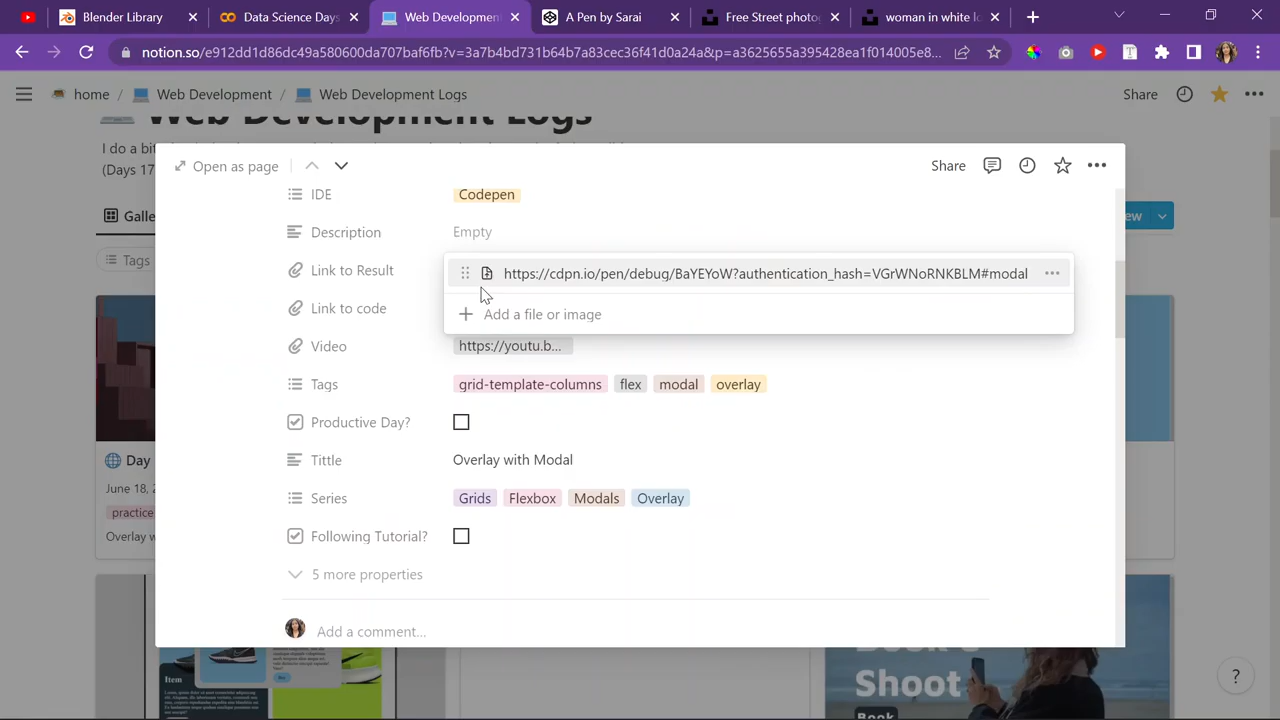 Blender Library
Data Science Days
Web Development
A Pen by Sarai
free Stock photog
woman in white lo
notion.so/e912dd1d86dc49a580600da707baf6fb?v=3a7b4bd731b64d7a83cec36f41d0a24a&p=a3625655a395428ea1f014005e8...
home / Web Development / Web Development Logs
Share
Web Development Logs
I do a bit
(Days 17
Open as page
Share
Galle
ew
Tags
IDE
Codepen
Description
Empty
Link to Result
https://cdpn.io/pen/debug/BaYEYoW?authentication_hash=VGrWNoRNKBLM#modal
Link to code
Add a file or image
Video
https://youtu.b...
Tags
grid-template-columns flex modal overlay
Productive Day?
Tittle
Overlay with Modal
Series
Grids Flexbox Modals Overlay
Following Tutorial?
5 more properties
Add a comment...
Day
June 18, 2
practice
Overlay w
Item
Book
?